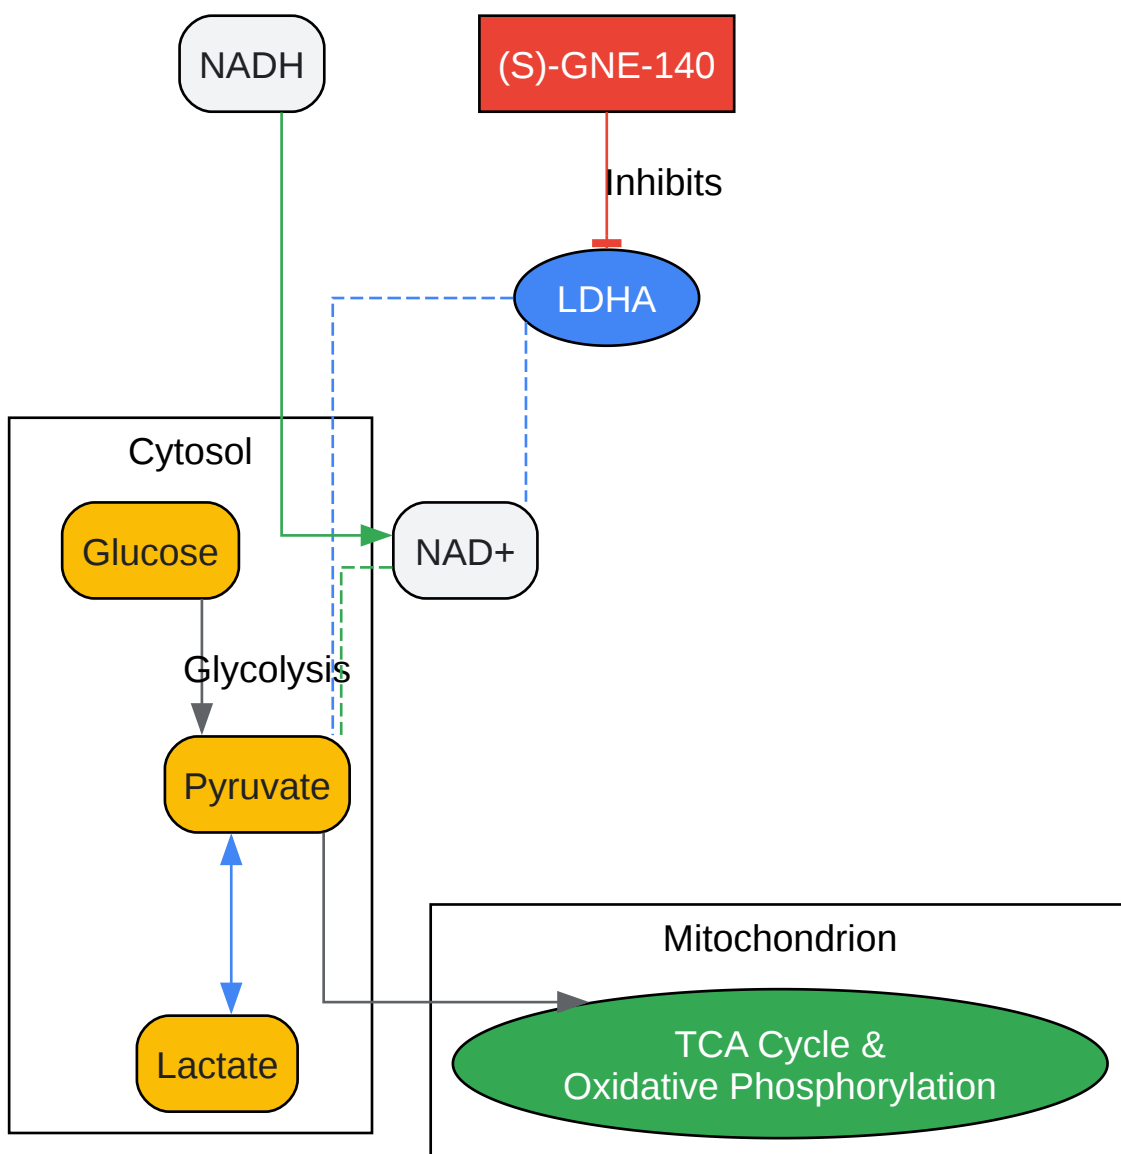 NADH
(S)-GNE-140
Inhibits
LDHA
Cytosol
Glucose
NAD+
Glycolysis
Pyruvate
Mitochondrion
TCA Cycle &
Oxidative Phosphorylation
Lactate